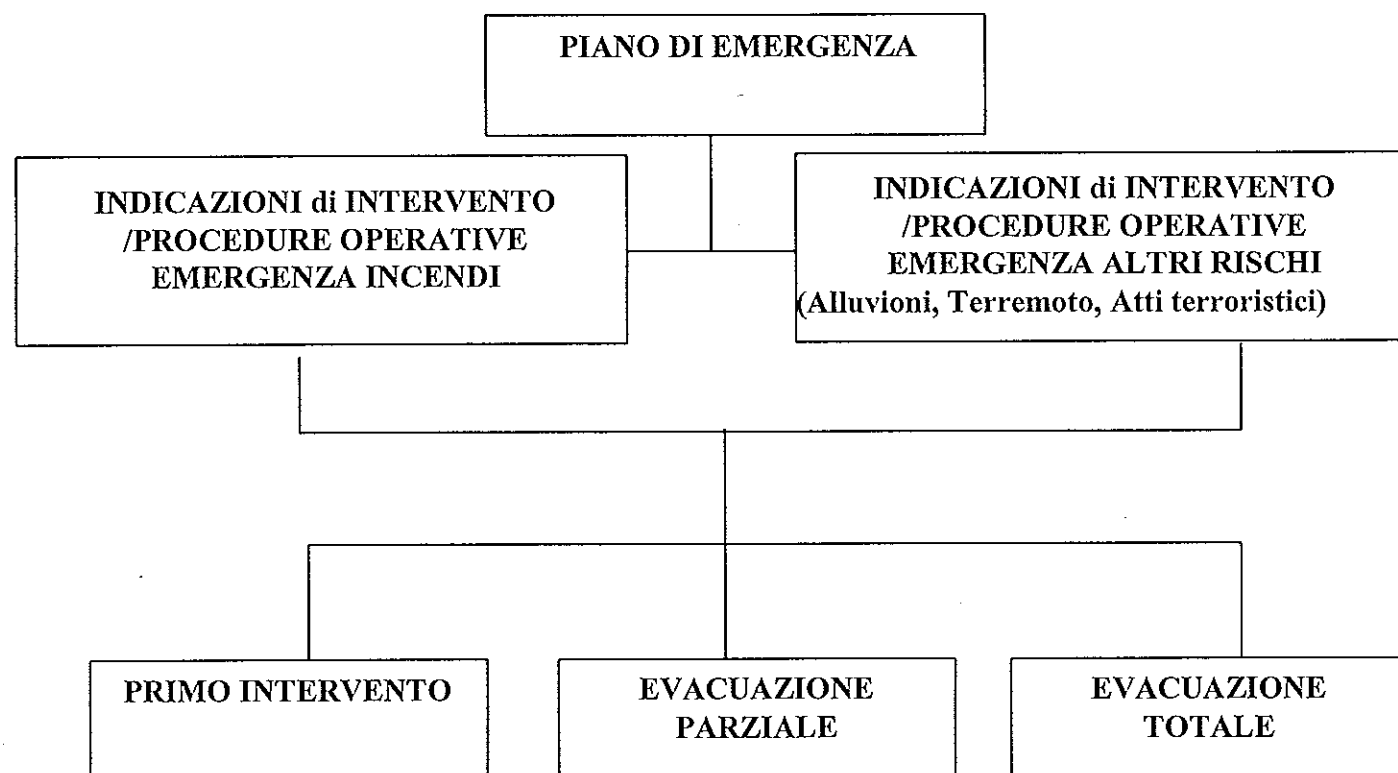 PIANO DI EMERGENZA
INDICAZIONI di INTERVENTO
/PROCEDURE OPERATIVE
EMERGENZA INCENDI
INDICAZIONI di INTERVENTO
/PROCEDURE OPERATIVE
EMERGENZA ALTRI RISCHI
(Alluvioni, Terremoto, Atti terroristici)
PRIMO INTERVENTO
EVACUAZIONE
PARZIALE
EVACUAZIONE
TOTALE